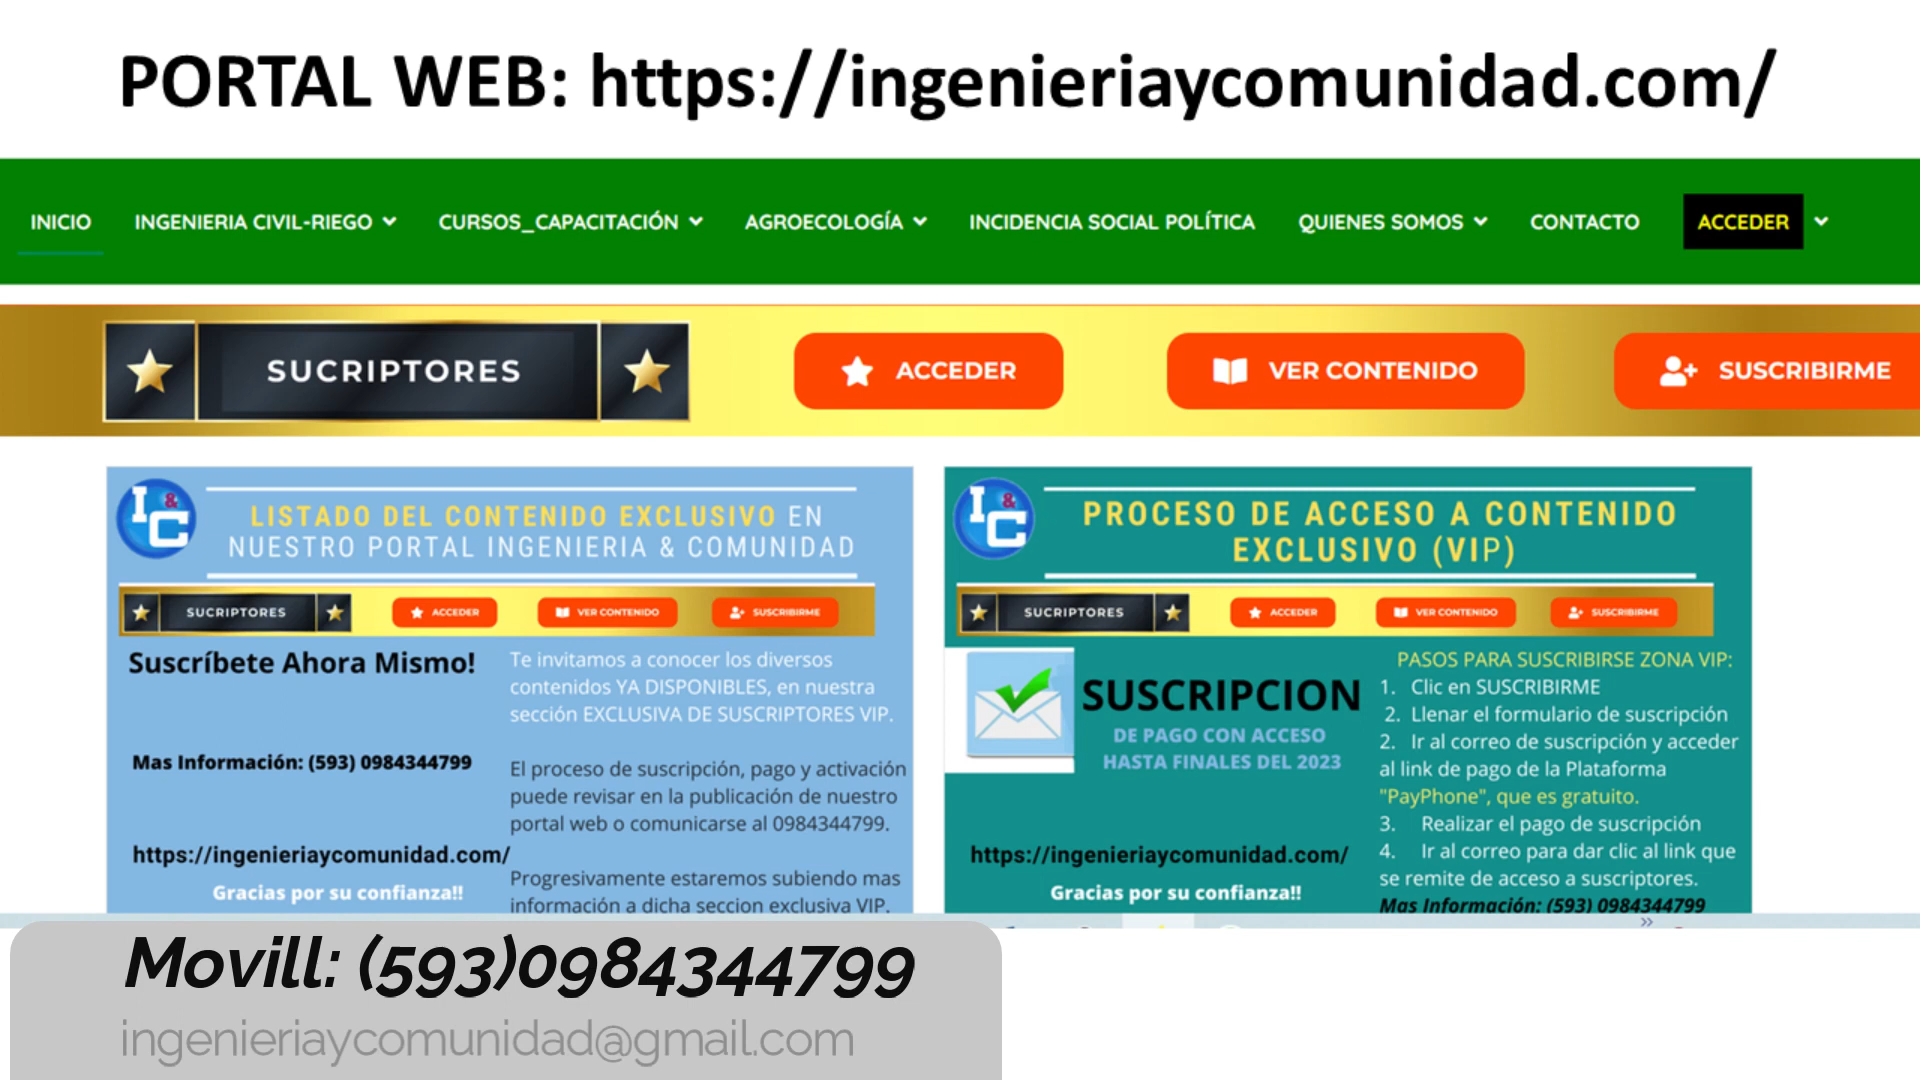 PORTAL WEB: https://ingenieriaycomunidad.com/
INICIO INGENIERIA CIVIL-RIEGO CURSOS_CAPACITACIÓN AGROECOLOGÍA INCIDENCIA SOCIAL POLÍTICA QUIENES SOMOS CONTACTO ACCEDER
SUCRIPTORES ACCEDER VER CONTENIDO SUSCRIBIRME
I&C
LISTADO DEL CONTENIDO EXCLUSIVO EN
NUESTRO PORTAL INGENIERIA & COMUNIDAD
SUCRIPTORES ACCEDER VER CONTENIDO SUSCRIBIRME
Suscríbete Ahora Mismo!
Mas Información: (593) 0984344799
https://ingenieriaycomunidad.com/
Gracias por su confianza!!
Te invitamos a conocer los diversos
contenidos YA DISPONIBLES, en nuestra
sección EXCLUSIVA DE SUSCRIPTORES VIP.
El proceso de suscripción, pago y activación
puede revisar en la publicación de nuestro
portal web o comunicarse al 0984344799.
Progresivamente estaremos subiendo mas
información a dicha seccion exclusiva VIP.
I&C
PROCESO DE ACCESO A CONTENIDO
EXCLUSIVO (VIP)
SUCRIPTORES ACCEDER VER CONTENIDO SUSCRIBIRME
SUSCRIPCION
DE PAGO CON ACCESO
HASTA FINALES DEL 2023
https://ingenieriaycomunidad.com/
Gracias por su confianza!!
PASOS PARA SUSCRIBIRSE ZONA VIP:
1. Clic en SUSCRIBIRME
2. Llenar el formulario de suscripción
2. Ir al correo de suscripción y acceder
al link de pago de la Plataforma
"PayPhone", que es gratuito.
3. Realizar el pago de suscripción
4. Ir al correo para dar clic al link que
se remite de acceso a suscriptores.
Mas Información: (593) 0984344799
Movill: (593)0984344799
ingenieriaycomunidad@gmail.com